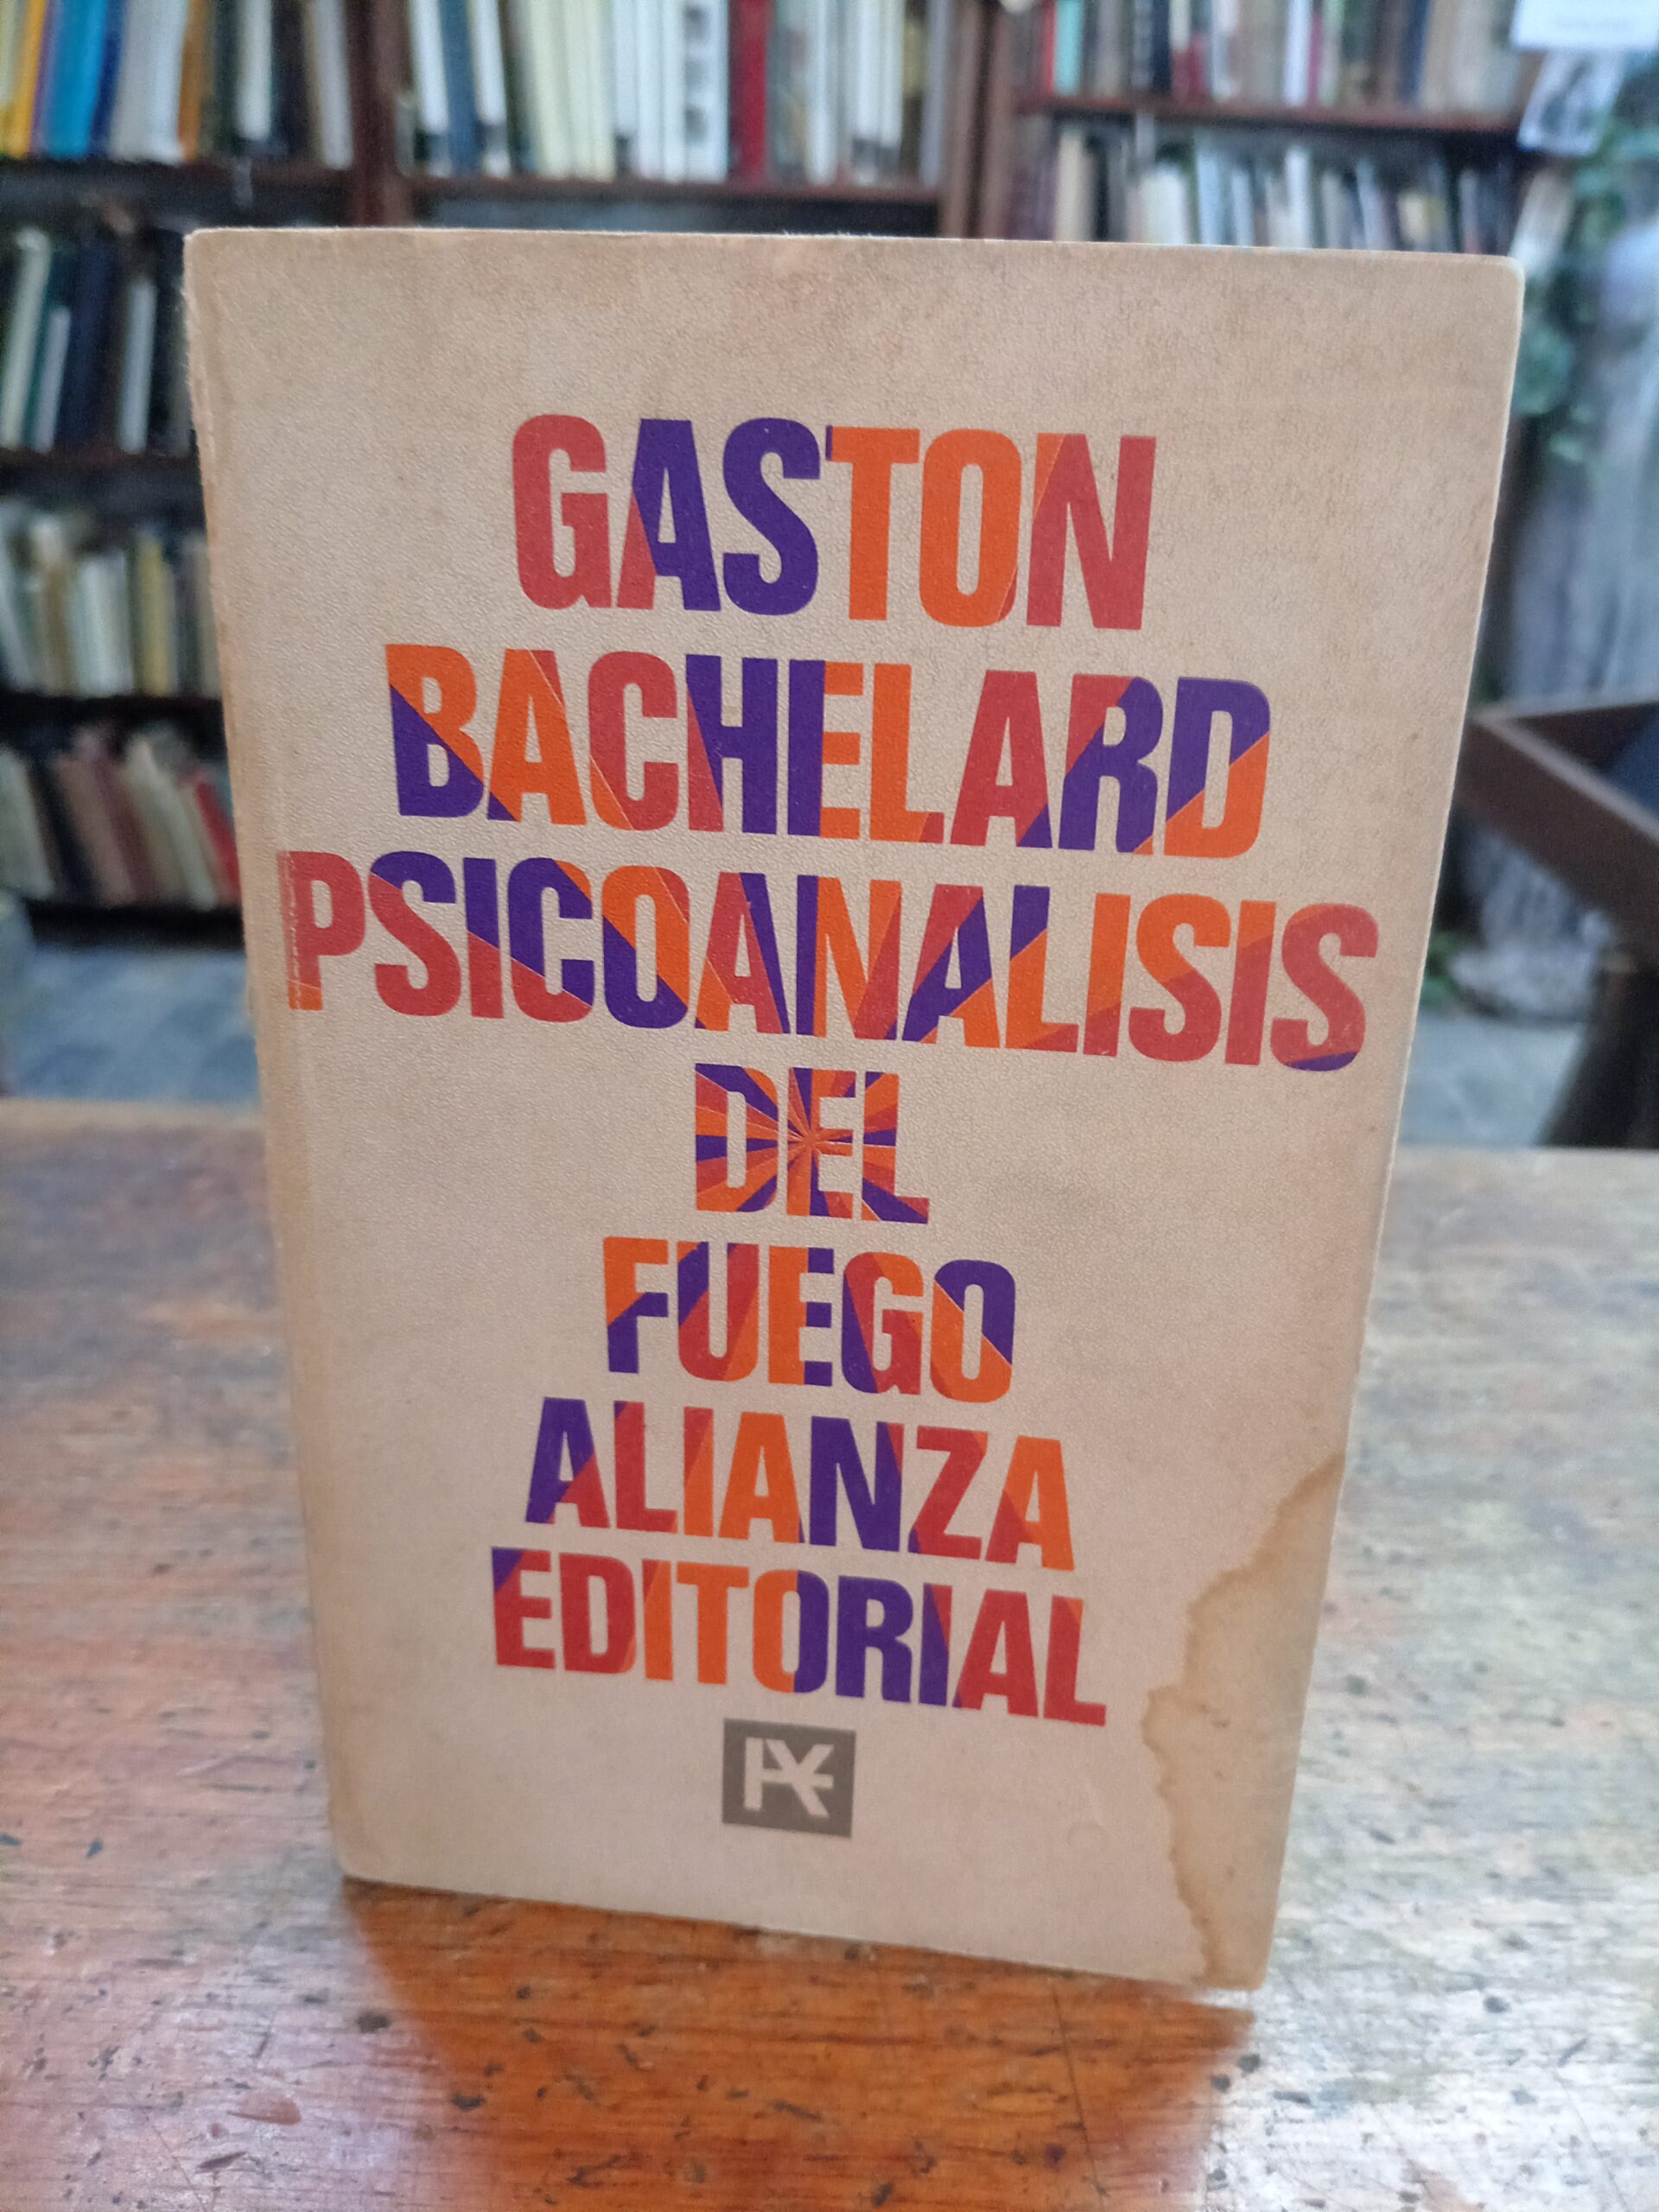 GASTON
BACHELARD
PSICOANALISIS
DEL
FUEGO
ALIANZA
EDITORIAL